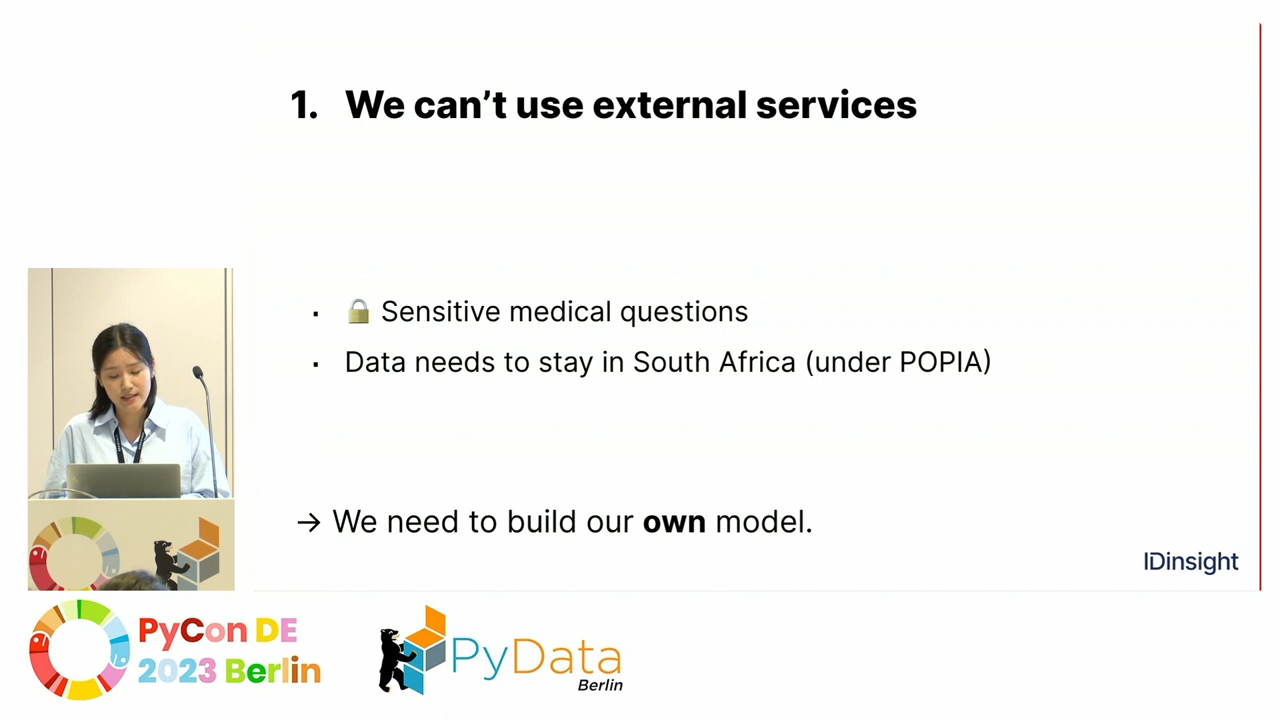 1. We can’t use external services
· 🔒 Sensitive medical questions
· Data needs to stay in South Africa (under POPIA)
→ We need to build our own model.
IDinsight
PyCon DE
2023 Berlin
PyData
Berlin